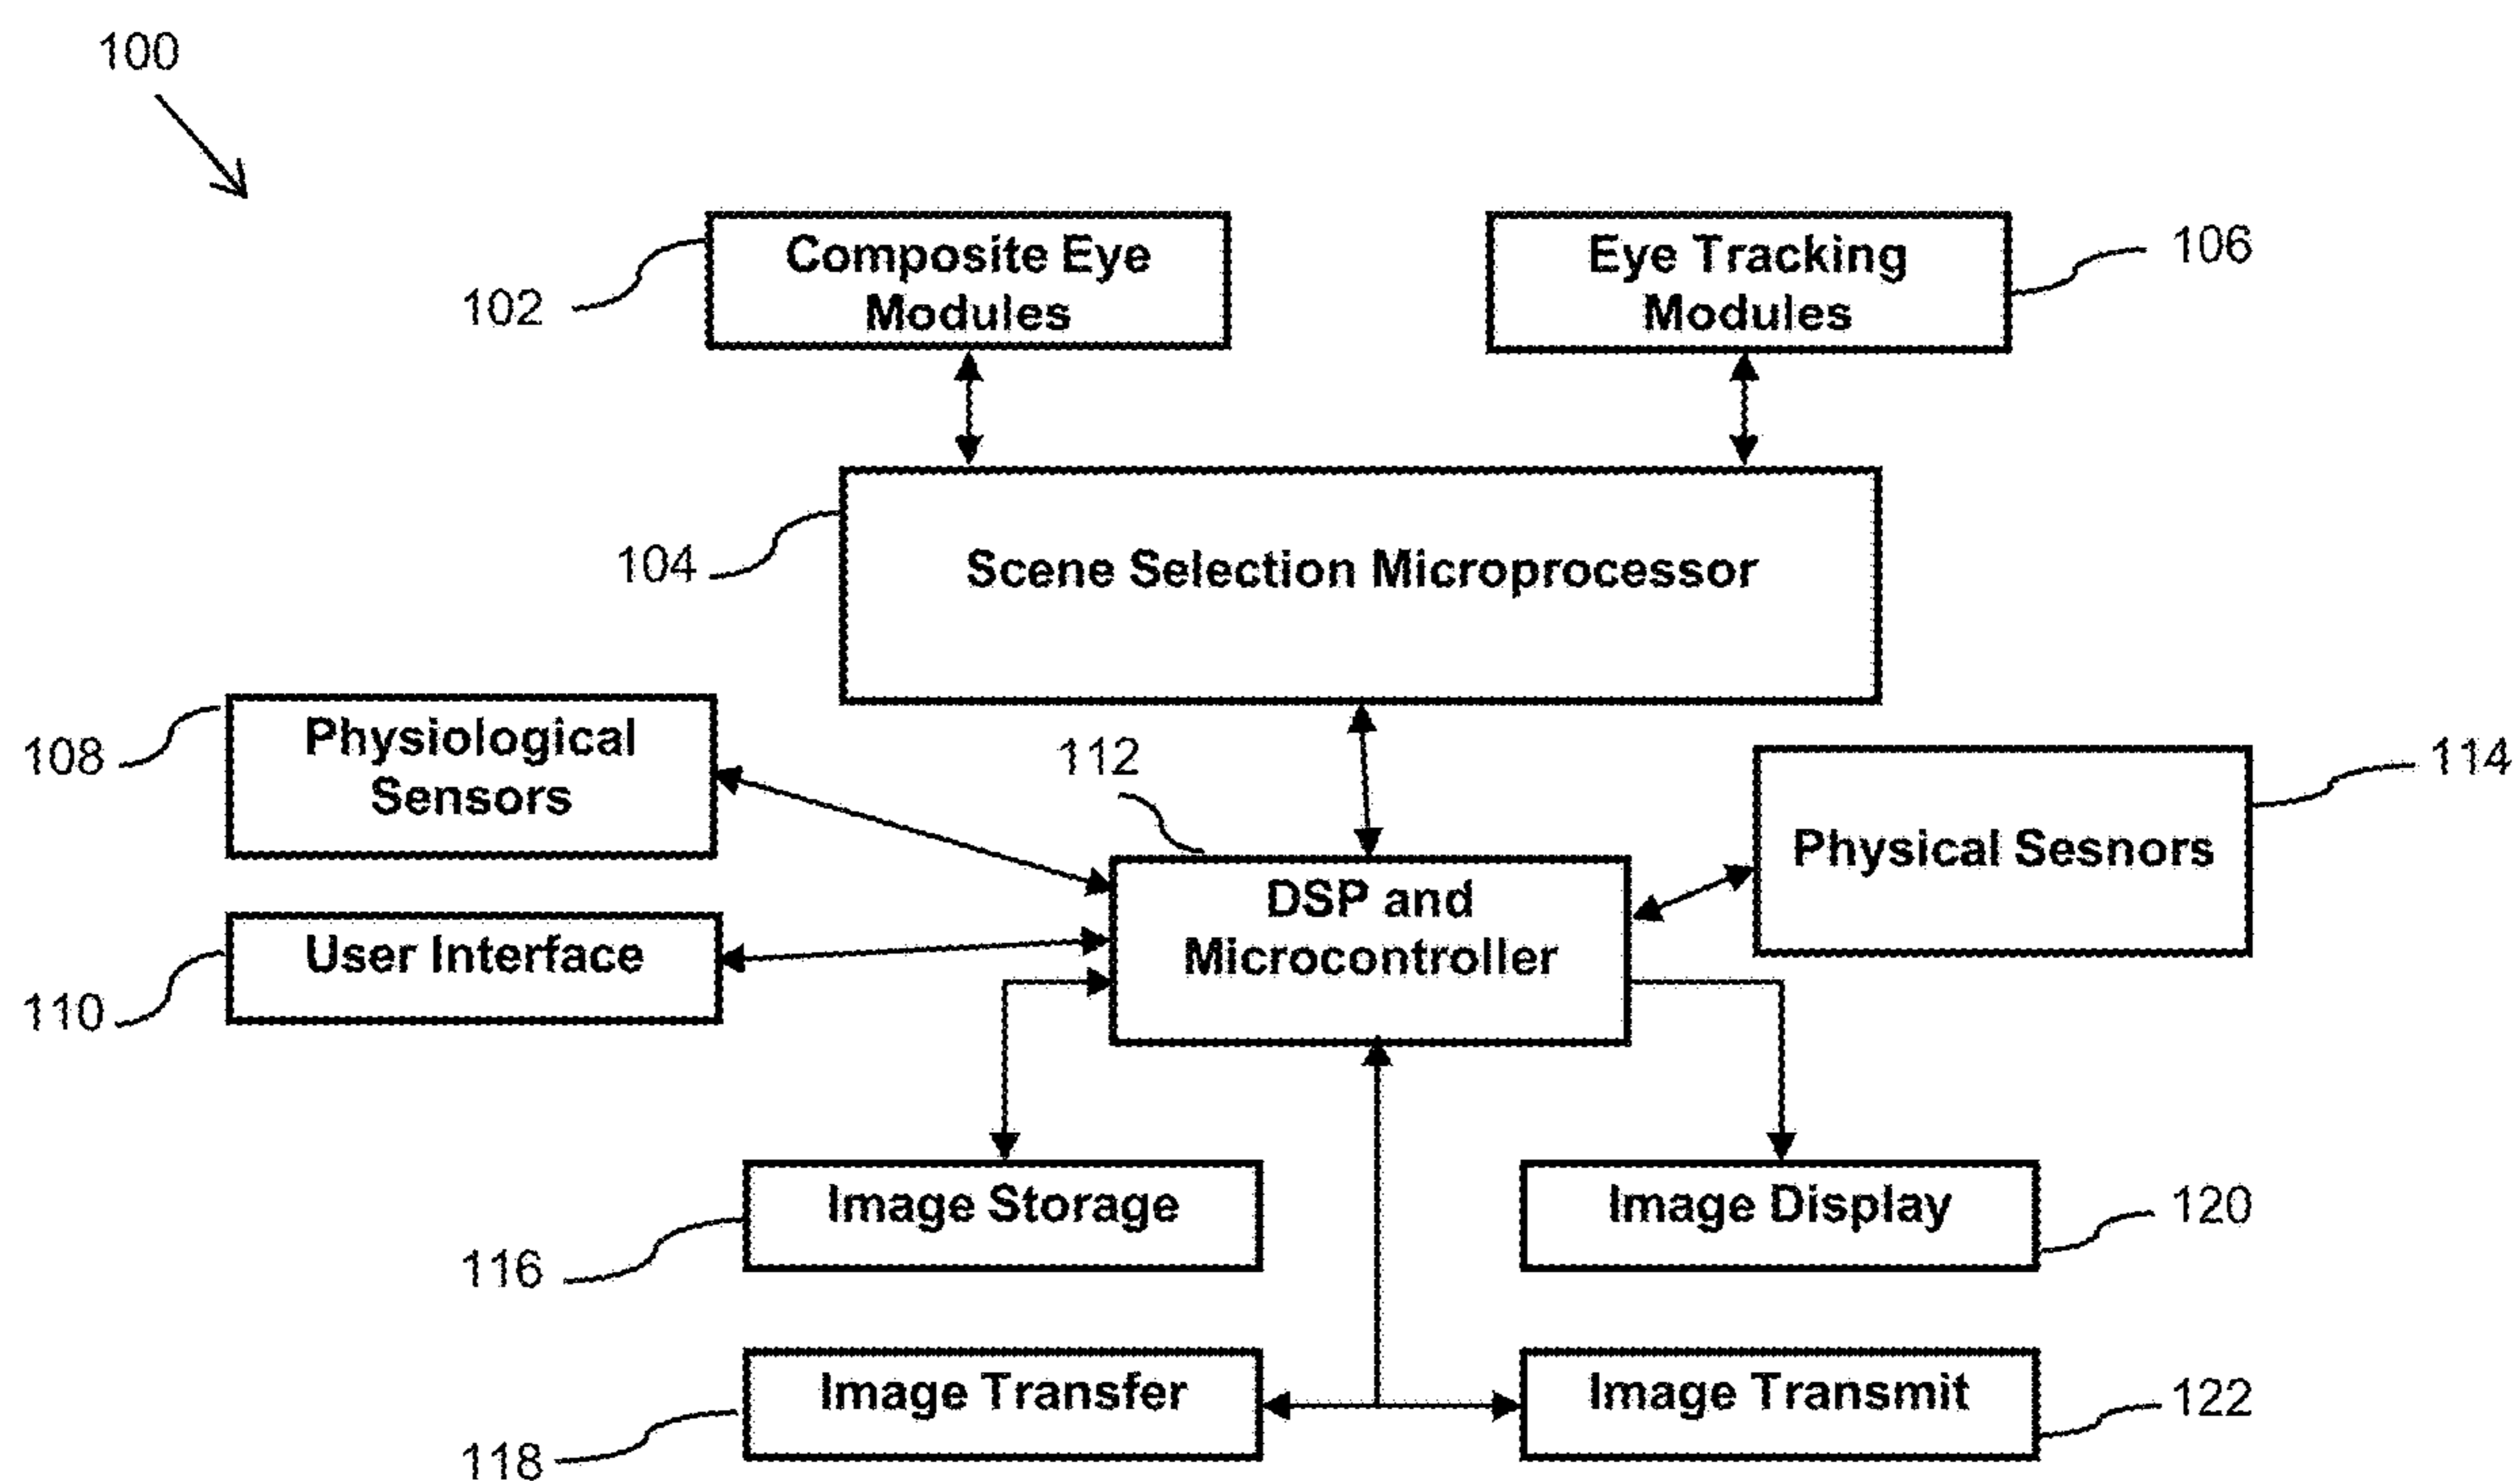 100
Composite Eye
Modules
102
Eye Tracking
Modules
106
Scene Selection Microprocessor
104
Physiological
Sensors
108
112
Physical Sesnors
114
DSP and
Microcontroller
User Interface
110
Image Storage
116
Image Display
120
Image Transfer
118
Image Transmit
122